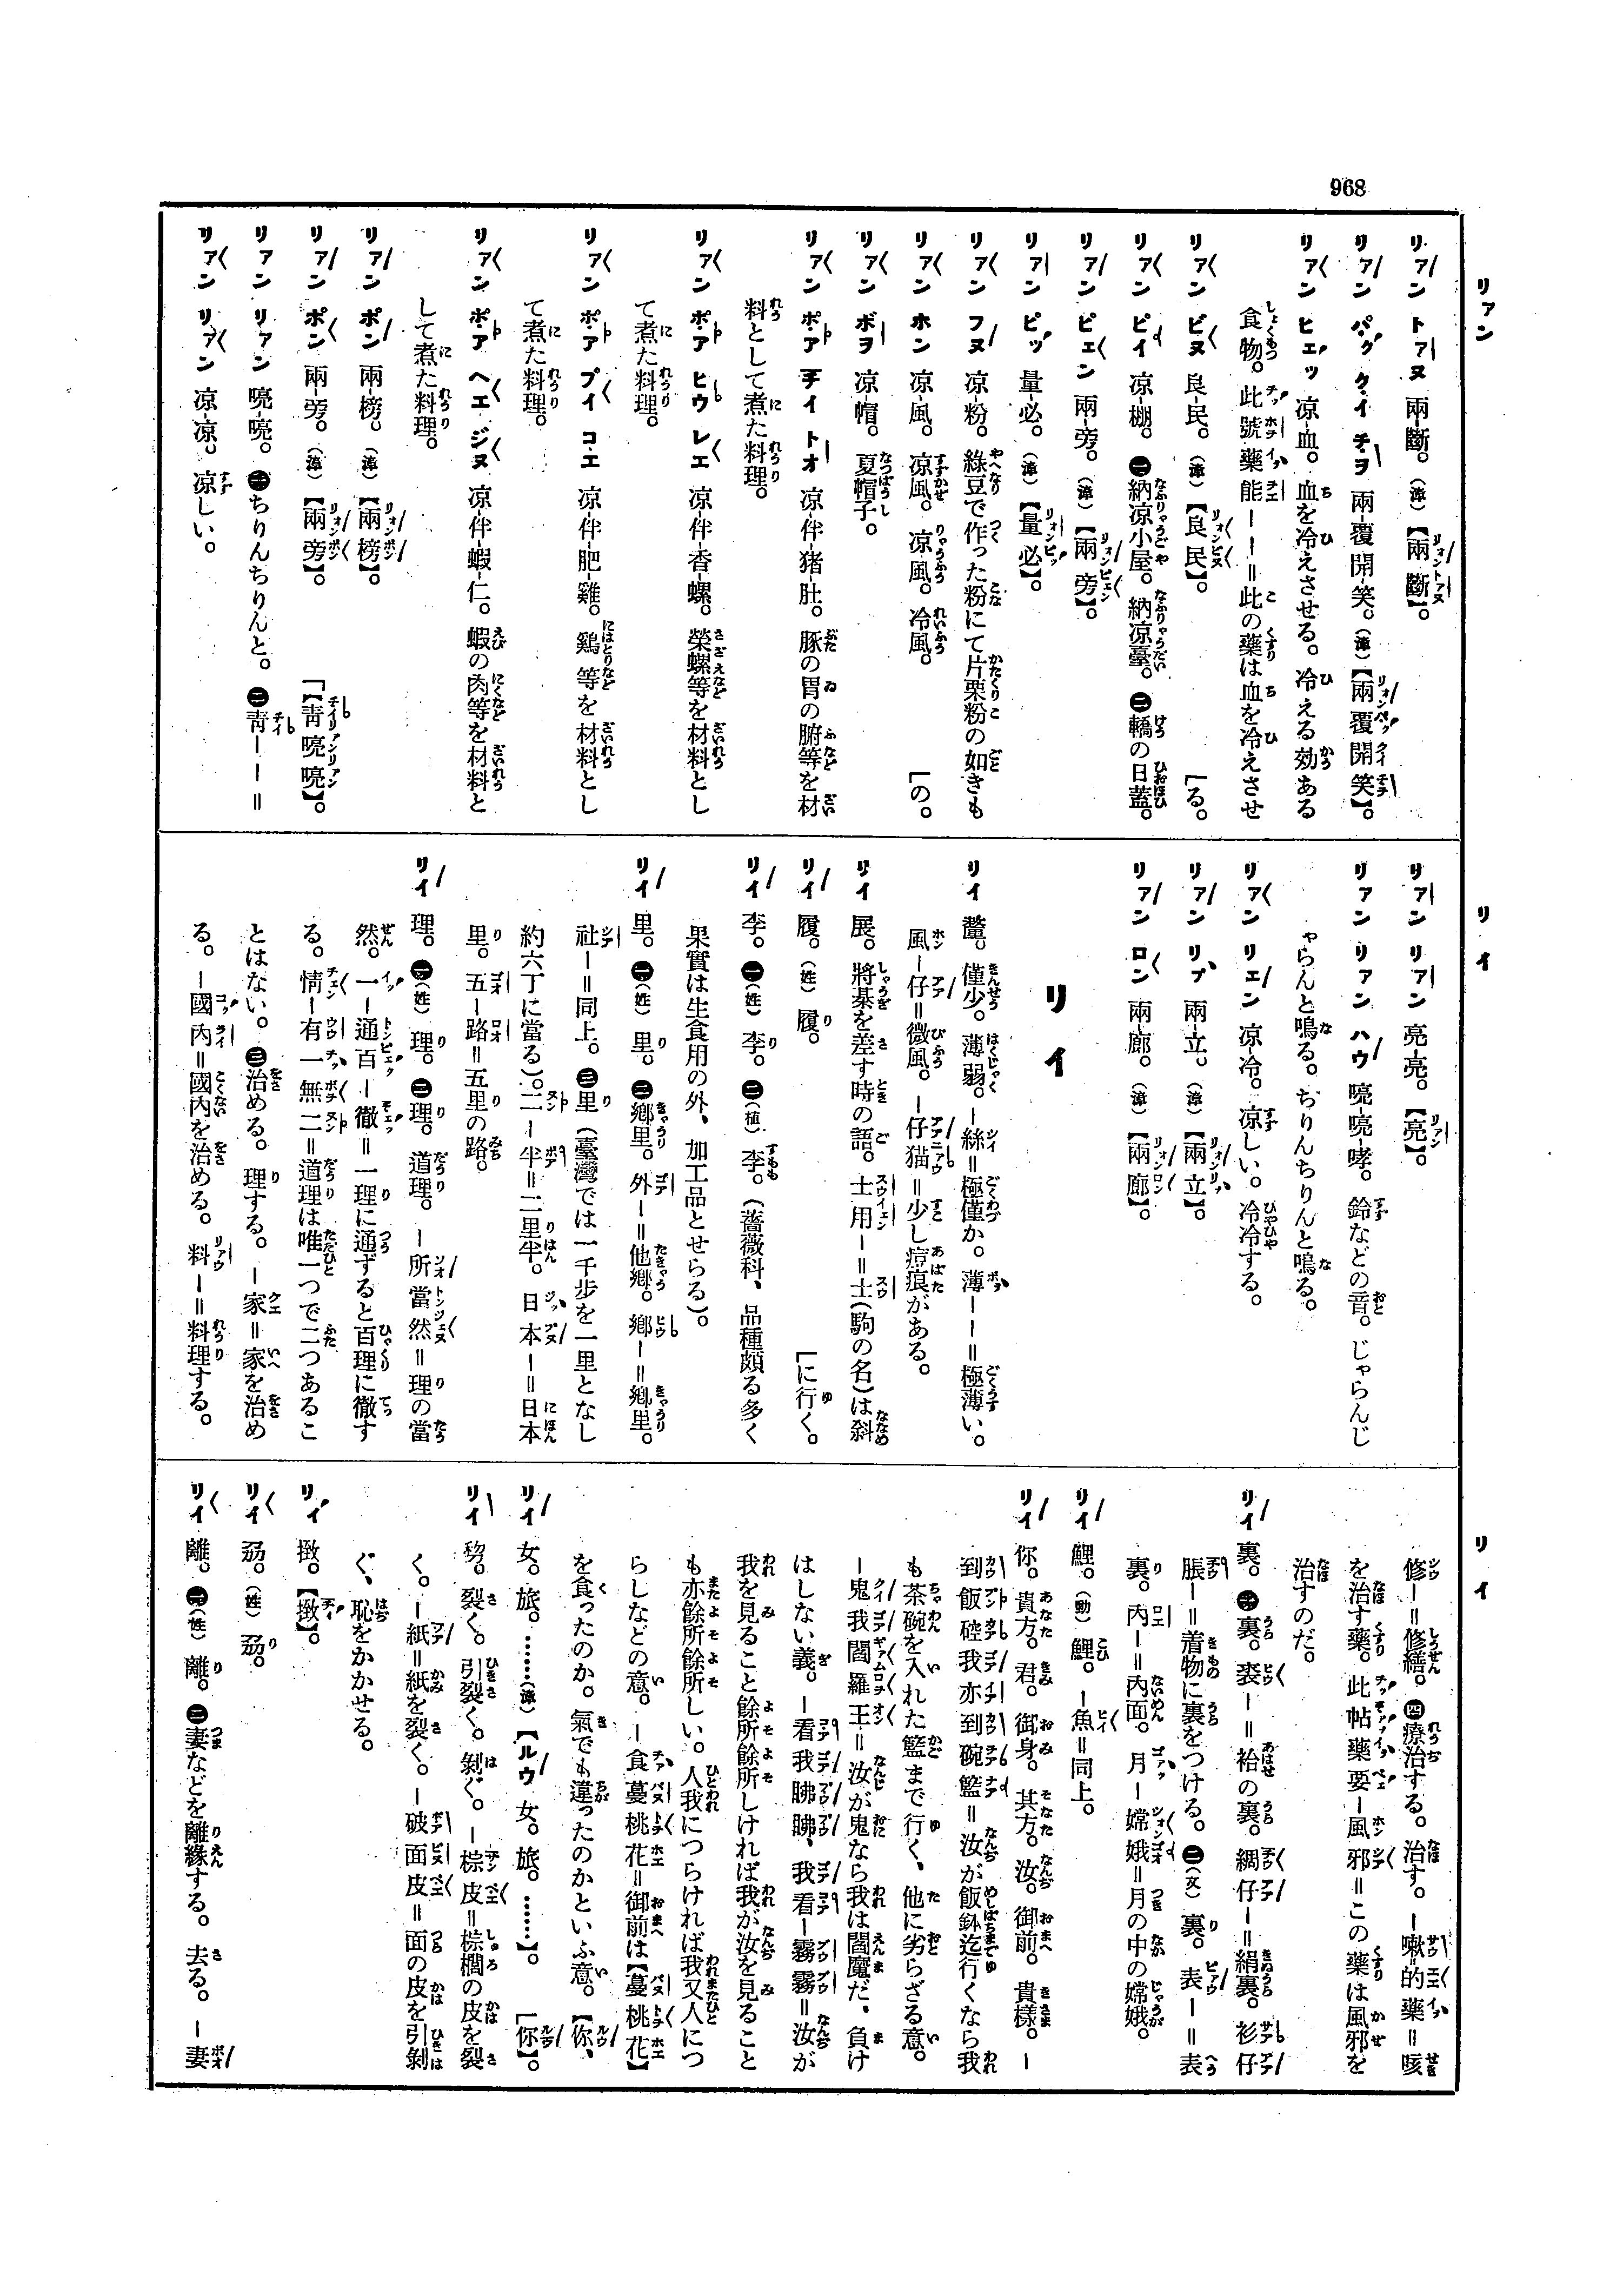 968
リァン
リァン トァヌ 兩-斷。(漳)【兩斷】。
リァン パㇰ クイ チヲ 兩-覆開-笑。(漳)【兩覆開笑】。
リァン ヒェッ 凉-血。血を冷えさせる。冷える効ある
食物。此號藥能ーー=此の藥は血を冷えさせ
リァン ビヌ 良-民。(漳)【良民】。「る。
リァン ピイ 凉-棚。㊀納凉小屋。納凉臺。㊁轎の日蓋。
リァン ピェン 兩-旁。(漳)【兩旁】。
リァン ピッ 量-必。(漳)【量必】。
リァン フヌ 凉-粉。綠豆で作った粉にて片栗粉の如きも
リァン ホン 凉-風。凉風。凉風。冷風。「の。
リァン ボヲ 凉-帽。夏帽子。
リァン ポア チイ トオ 凉-伴-猪-肚。豚の胃の腑等を材
料として煮た料理。
リァン ポア ヒウ レエ 凉-伴-香-螺。榮螺等を材料とし
て煮た料理。
リァン ポア プイ コエ 凉-伴-肥-雞。鷄等を材料とし
て煮た料理。
リァン ポア ヘエ ジヌ 凉-伴-蝦-仁。蝦の肉等を材料と
して煮た料理。
リァン ポン 兩-榜。(漳)【兩榜】。
リァン ポン 兩-旁。(漳)【兩旁】。「【靑喨喨】。
リァン リァン 喨-喨。㊀ちりんちりんと。㊁靑ーー=
リァン リァン 凉-凉。凉しい。
リイ
リァン リァン 亮-亮。【亮】。
リァン リァン ハウ 喨-喨-哮。鈴などの音。じゃらんじ
ゃらんと鳴る。ぢりんちりんと鳴る。
リァン リェン 凉-冷。凉しい。冷冷する。
リァン リプ 兩-立。(漳)【兩立】。
リァン ロン 兩-廊。(漳)【兩廊】。
リイ
リイ 釐。僅少。薄弱。ー絲=極僅か。薄ーー=極薄い。
風ー仔=微風。ー仔猫=少し痘痕がある。
リイ 展。將棊を差す時の語。士用ー=士(駒の名)は斜
リイ 履。(姓)履。「に行く。
リイ 李。㊀(姓)李。㊁(植)李。(薔薇科、品種頗る多く
果實は生食用の外、加工品とせらる)。
リイ 里。㊀(姓)里。㊁鄕里。外ー=他鄕。鄕ー=鄕里。
社ー=同上。㊂里(臺灣では一千步を一里となし
約六丁に當る)。二ー半=二里半。日本ー=日本
里。五ー路=五里の路。
リイ 理。㊀(姓)理。㊁理。道理。ー所當然=理の當
然。一ー通百ー徹=一理に通ずると百理に徹す
る。情ー有一無二=道理は唯一つで二つあるこ
とはない。㊂治める。理する。ー家=家を治め
る。ー國內=國內を治める。料ー=料理する。
リイ
修ー=修繕。㊃療治する。治す。ー嗽的藥=咳
を治す藥。此帖藥要ー風邪=この藥は風邪を
治すのだ。
リイ 裏。㊀裏。裘ー=袷の裏。綢仔ー=絹裏。衫仔
脹ー=着物に裏をつける。㊁(文)裏。表ー=表
裏。內ー=內面。月ー嫦娥=月の中の嫦娥。
リイ 鯉。(動)鯉。ー魚=同上。
リイ 你。貴方。君。御身。其方。汝。御前。貴樣。ー
到飯硿我亦到碗籃=汝が飯鉢迄行くなら我
も茶碗を入れた籃まで行く、他に劣らざる意。
ー鬼我閻羅王=汝が鬼なら我は閻魔だ、負け
はしない義。ー看我怫怫、我看ー霧霧=汝が
我を見ること餘所餘所しければ我が汝を見ること
も亦餘所餘所しい。人我につらければ我又人につ
らしなどの意。ー食蔓桃花=御前は【蔓桃花】
を食ったのか。氣でも違ったのかといふ意。【你、
リイ 女。旅。………(漳)【ルウ 女。旅。……】。「你】。
リイ 剺。裂く。引裂く。剝ぐ。ー棕皮=棕櫚の皮を裂
く。ー紙=紙を裂く。ー破面皮=面の皮を引剝
ぐ、恥をかかせる。
リイ 㨖。【㨖】。
リイ 㓼。(姓)
リイ 離。㊀(姓)離。㊁妻などを離緣する。去る。ー妻